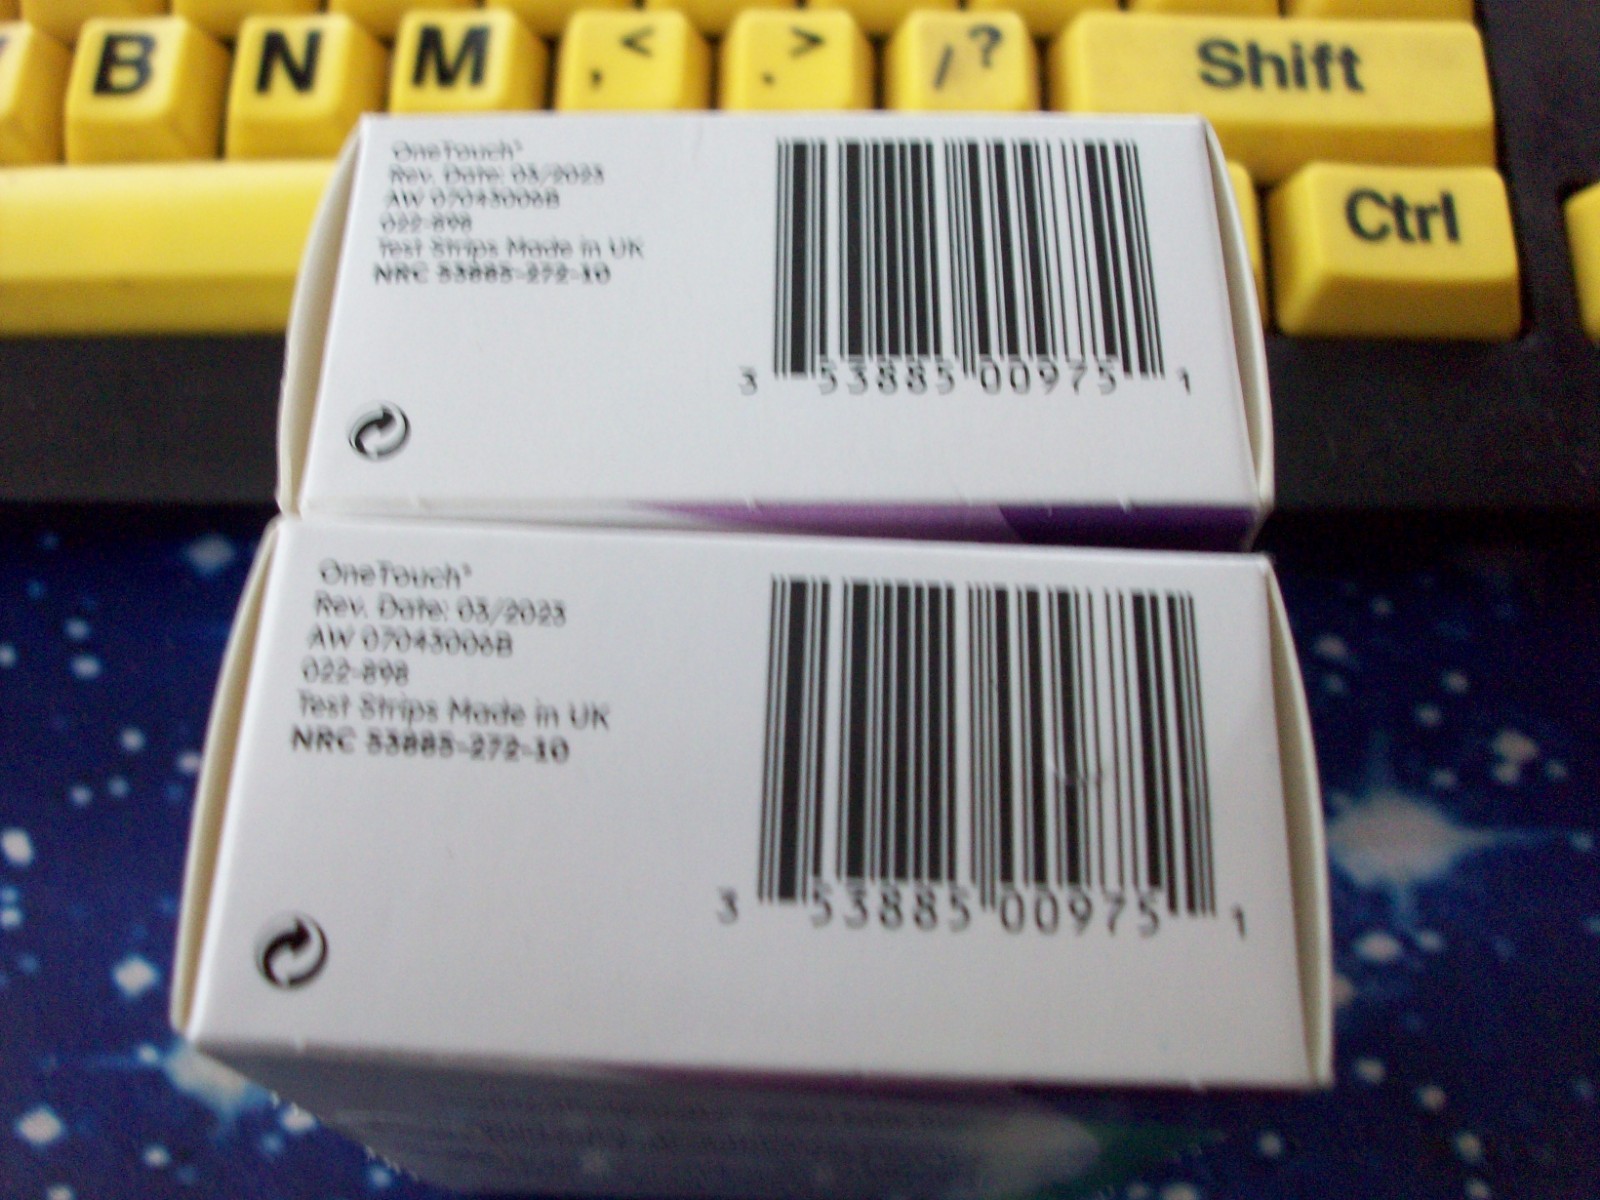 B N M , < . > / ? Shift
Ctrl
OneTouch®
Rev. Date: 03/2023
AW 07043006B
022-898
Test Strips Made in UK
NRC 53885-272-10
3 53885 00975 1
OneTouch®
Rev. Date: 03/2023
AW 07043006B
022-898
Test Strips Made in UK
NRC 53885-272-10
3 53885 00975 1